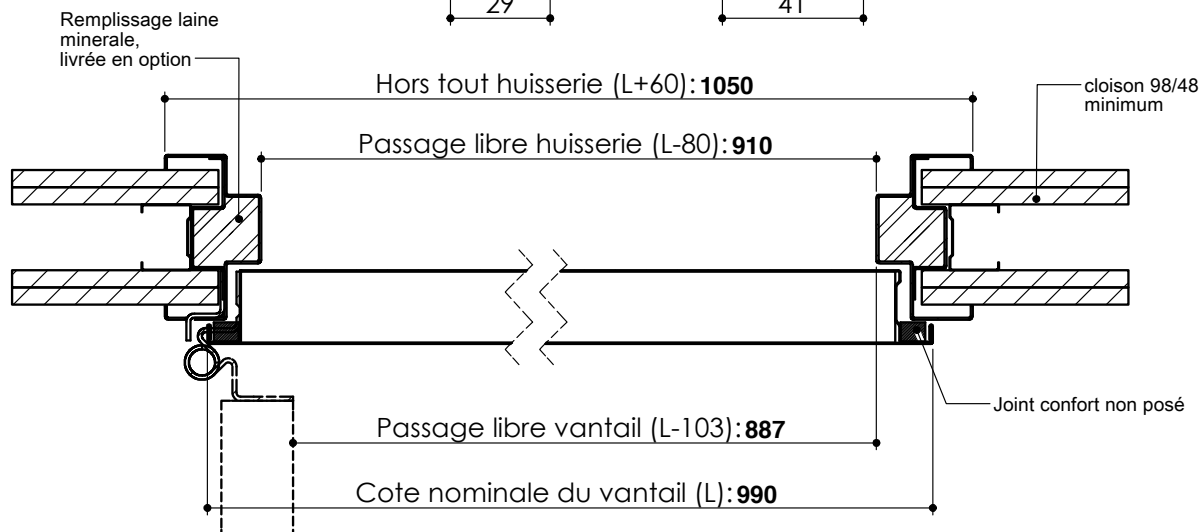 29
41
Remplissage laine
minerale,
livrée en option
Hors tout huisserie (L+60): 1050
cloison 98/48
minimum
Passage libre huisserie (L-80): 910
Joint confort non posé
Passage libre vantail (L-103): 887
Cote nominale du vantail (L): 990